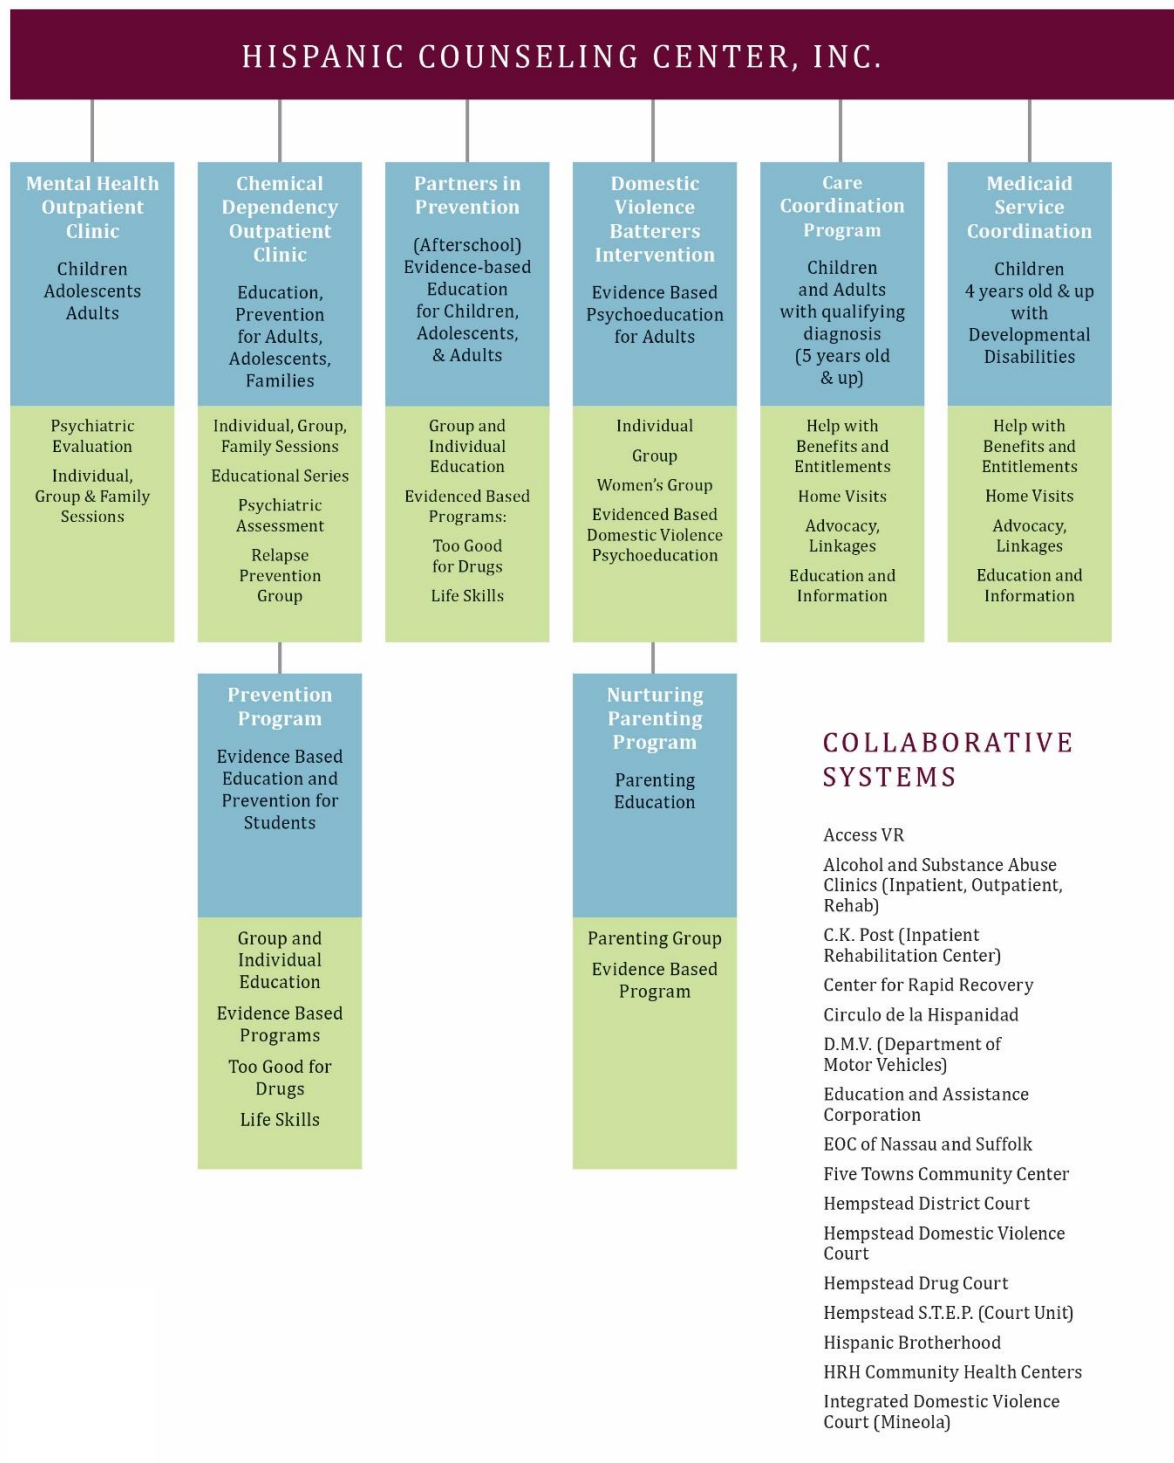 HISPANIC COUNSELING CENTER, INC.
Mental Health
Outpatient
Clinic
Children
Adolescents
Adults
Psychiatric
Evaluation
Individual,
Group & Family
Sessions
Chemical
Dependency
Outpatient
Clinic
Education,
Prevention
for Adults,
Adolescents,
Families
Individual, Group,
Family Sessions
Educational Series
Psychiatric
Assessment
Relapse
Prevention
Group
Partners in
Prevention
(Afterschool)
Evidence-based
Education
for Children,
Adolescents,
& Adults
Group and
Individual
Education
Evidenced Based
Programs:
Too Good
for Drugs
Life Skills
Domestic
Violence
Batterers
Intervention
Evidence Based
Psychoeducation
for Adults
Individual
Group
Women's Group
Evidenced Based
Domestic Violence
Psychoeducation
Care
Coordination
Program
Children
and Adults
with qualifying
diagnosis
(5 years old
& up)
Help with
Benefits and
Entitlements
Home Visits
Advocacy,
Linkages
Education and
Information
Medicaid
Service
Coordination
Children
4 years old & up
with
Developmental
Disabilities
Help with
Benefits and
Entitlements
Home Visits
Advocacy,
Linkages
Education and
Information
Prevention
Program
Evidence Based
Education and
Prevention for
Students
Group and
Individual
Education
Evidence Based
Programs
Too Good for
Drugs
Life Skills
Nurturing
Parenting
Program
Parenting
Education
Parenting Group
Evidence Based
Program
COLLABORATIVE
SYSTEMS
Access VR
Alcohol and Substance Abuse
Clinics (Inpatient, Outpatient,
Rehab)
C.K. Post (Inpatient
Rehabilitation Center)
Center for Rapid Recovery
Circulo de la Hispanidad
D.M.V. (Department of
Motor Vehicles)
Education and Assistance
Corporation
EOC of Nassau and Suffolk
Five Towns Community Center
Hempstead District Court
Hempstead Domestic Violence
Court
Hempstead Drug Court
Hempstead S.T.E.P. (Court Unit)
Hispanic Brotherhood
HRH Community Health Centers
Integrated Domestic Violence
Court (Mineola)